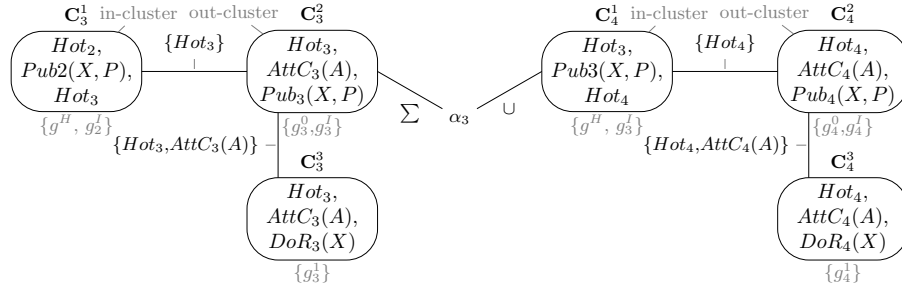 C_3^1 in-cluster out-cluster C_3^2
Hot_2,
Pub2(X, P),
Hot_3
{g^H, g_2^I}
{Hot_3}
Hot_3,
AttC_3(A),
Pub_3(X, P)
{g_3^0,g_3^I}
{Hot_3,AttC_3(A)}
C_3^3
Hot_3,
AttC_3(A),
DoR_3(X)
{g_3^1}
∑ α_3 ∪
C_4^1 in-cluster out-cluster C_4^2
Hot_3,
Pub3(X, P),
Hot_4
{g^H, g_3^I}
{Hot_4}
Hot_4,
AttC_4(A),
Pub_4(X, P)
{g_4^0,g_4^I}
{Hot_4,AttC_4(A)}
C_4^3
Hot_4,
AttC_4(A),
DoR_4(X)
{g_4^1}